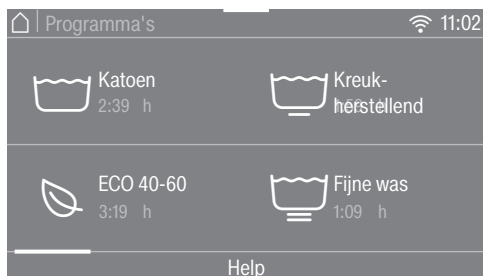 Programma's
11:02
Katoen
2:39 h
Kreuk-
herstellend
ECO 40-60
3:19 h
Fijne was
1:09 h
Help